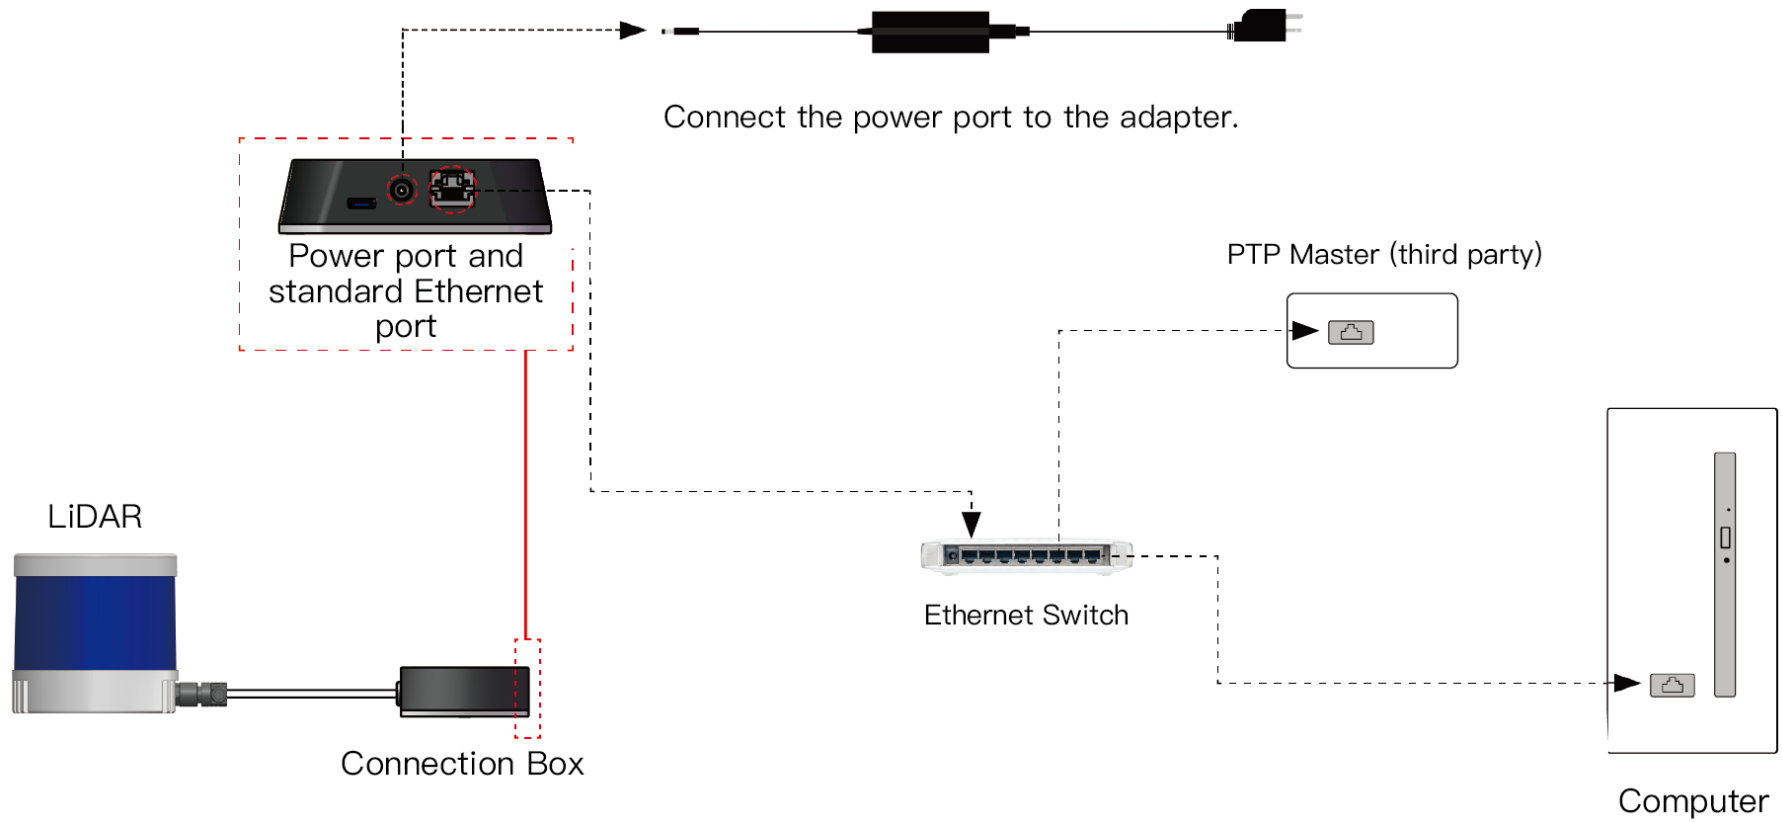 Connect the power port to the adapter.
Power port and
standard Ethernet
port
PTP Master (third party)
LiDAR
Ethernet Switch
Connection Box
Computer